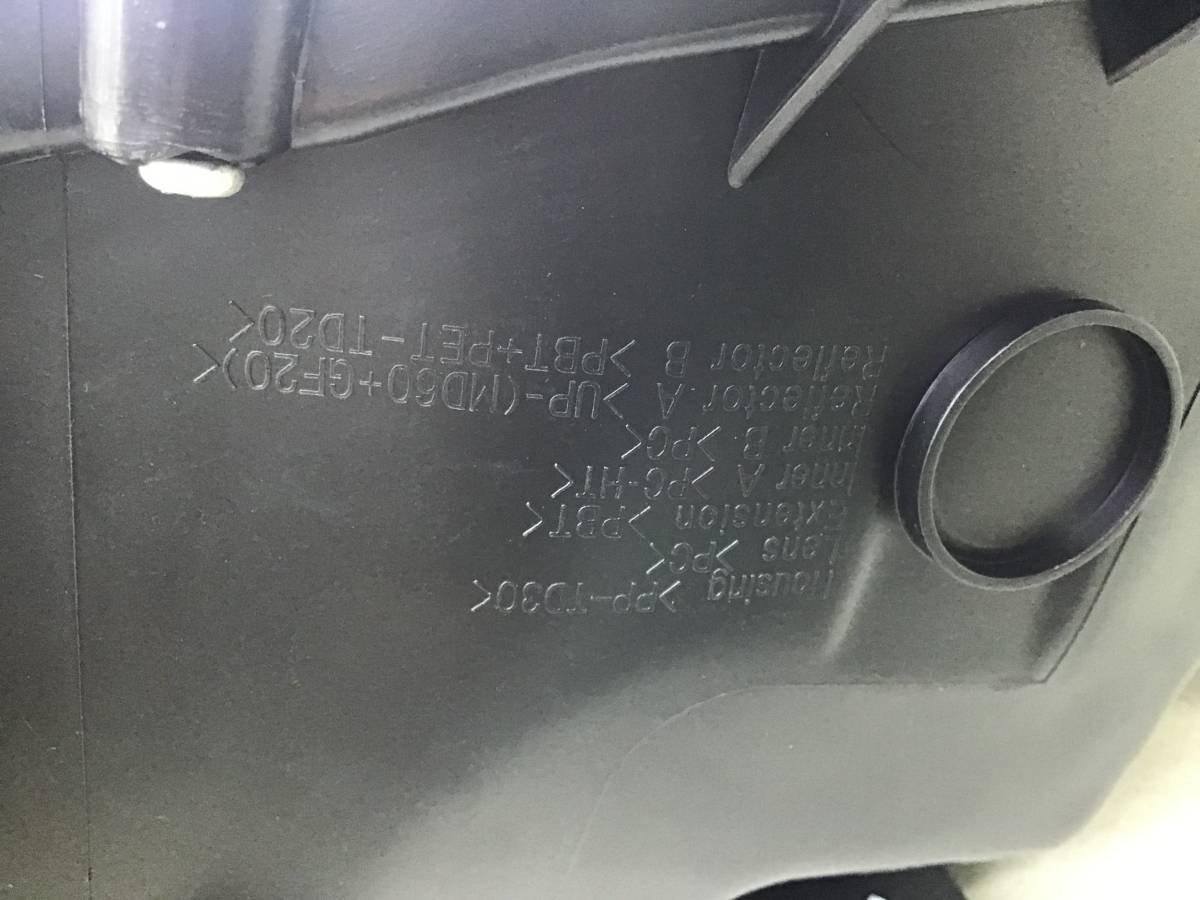 Housing >PP-TD30<
Lens >PC<
Extension >PBT<
Inner A >PC-HT<
Inner B >PC<
Reflector A >UP-(MD60+GF20)<
Reflector B >PBT+PET-TD20<